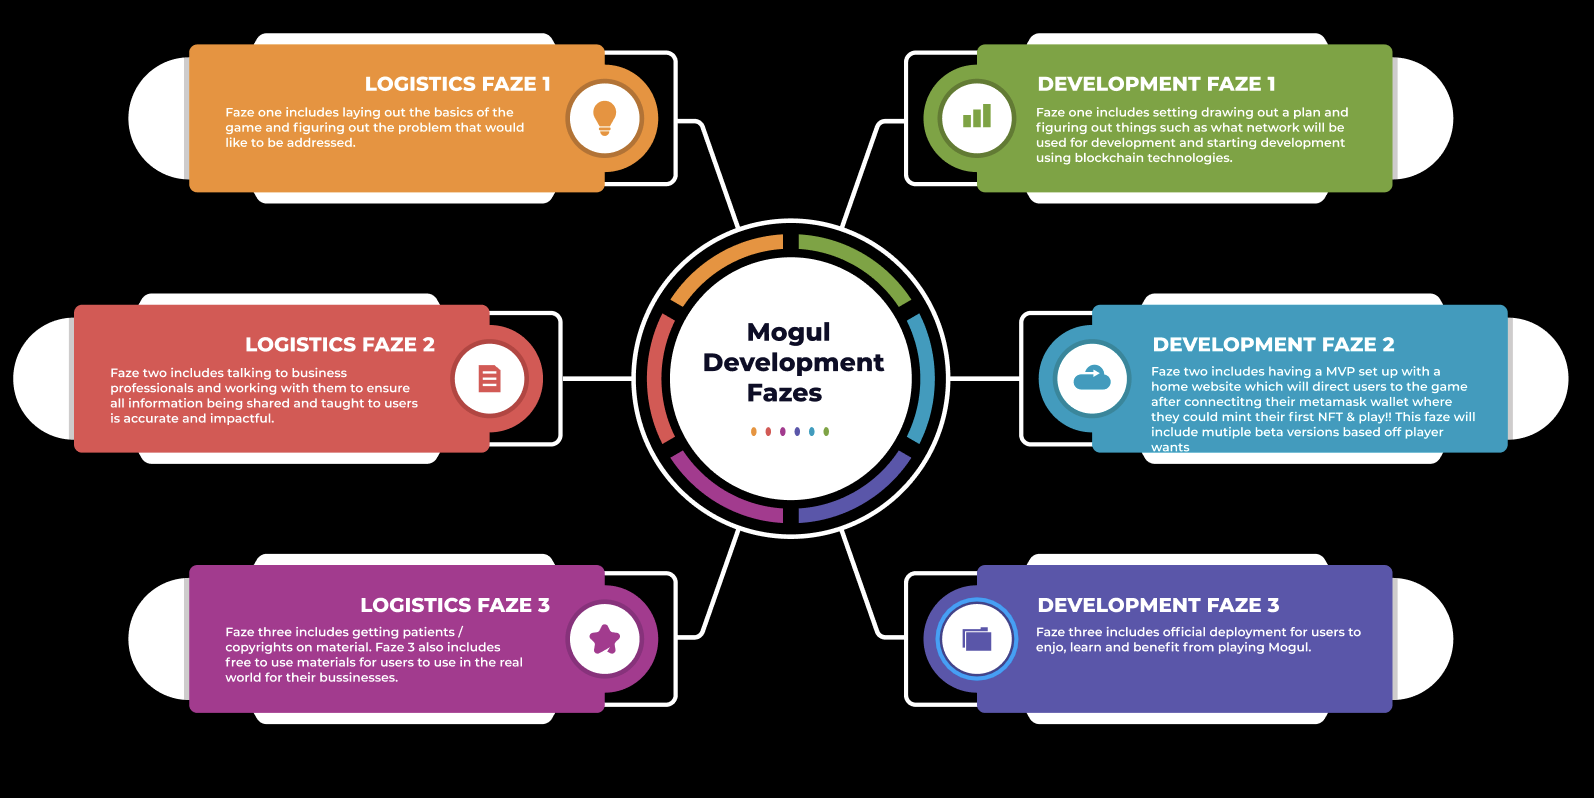 LOGISTICS FAZE 1
Faze one includes laying out the basics of the
game and figuring out the problem that would
like to be addressed.
DEVELOPMENT FAZE 1
Faze one includes setting drawing out a plan and
figuring out things such as what network will be
used for development and starting development
using blockchain technologies.
LOGISTICS FAZE 2
Faze two includes talking to business
professionals and working with them to ensure
all information being shared and taught to users
is accurate and impactful.
Mogul
Development
Fazes
DEVELOPMENT FAZE 2
Faze two includes having a MVP set up with a
home website which will direct users to the game
after connectitng their metamask wallet where
they could mint their first NFT & play!! This faze will
include mutiple beta versions based off player
wants
LOGISTICS FAZE 3
Faze three includes getting patients /
copyrights on material. Faze 3 also includes
free to use materials for users to use in the real
world for their bussinesses.
DEVELOPMENT FAZE 3
Faze three includes official deployment for users to
enjo, learn and benefit from playing Mogul.